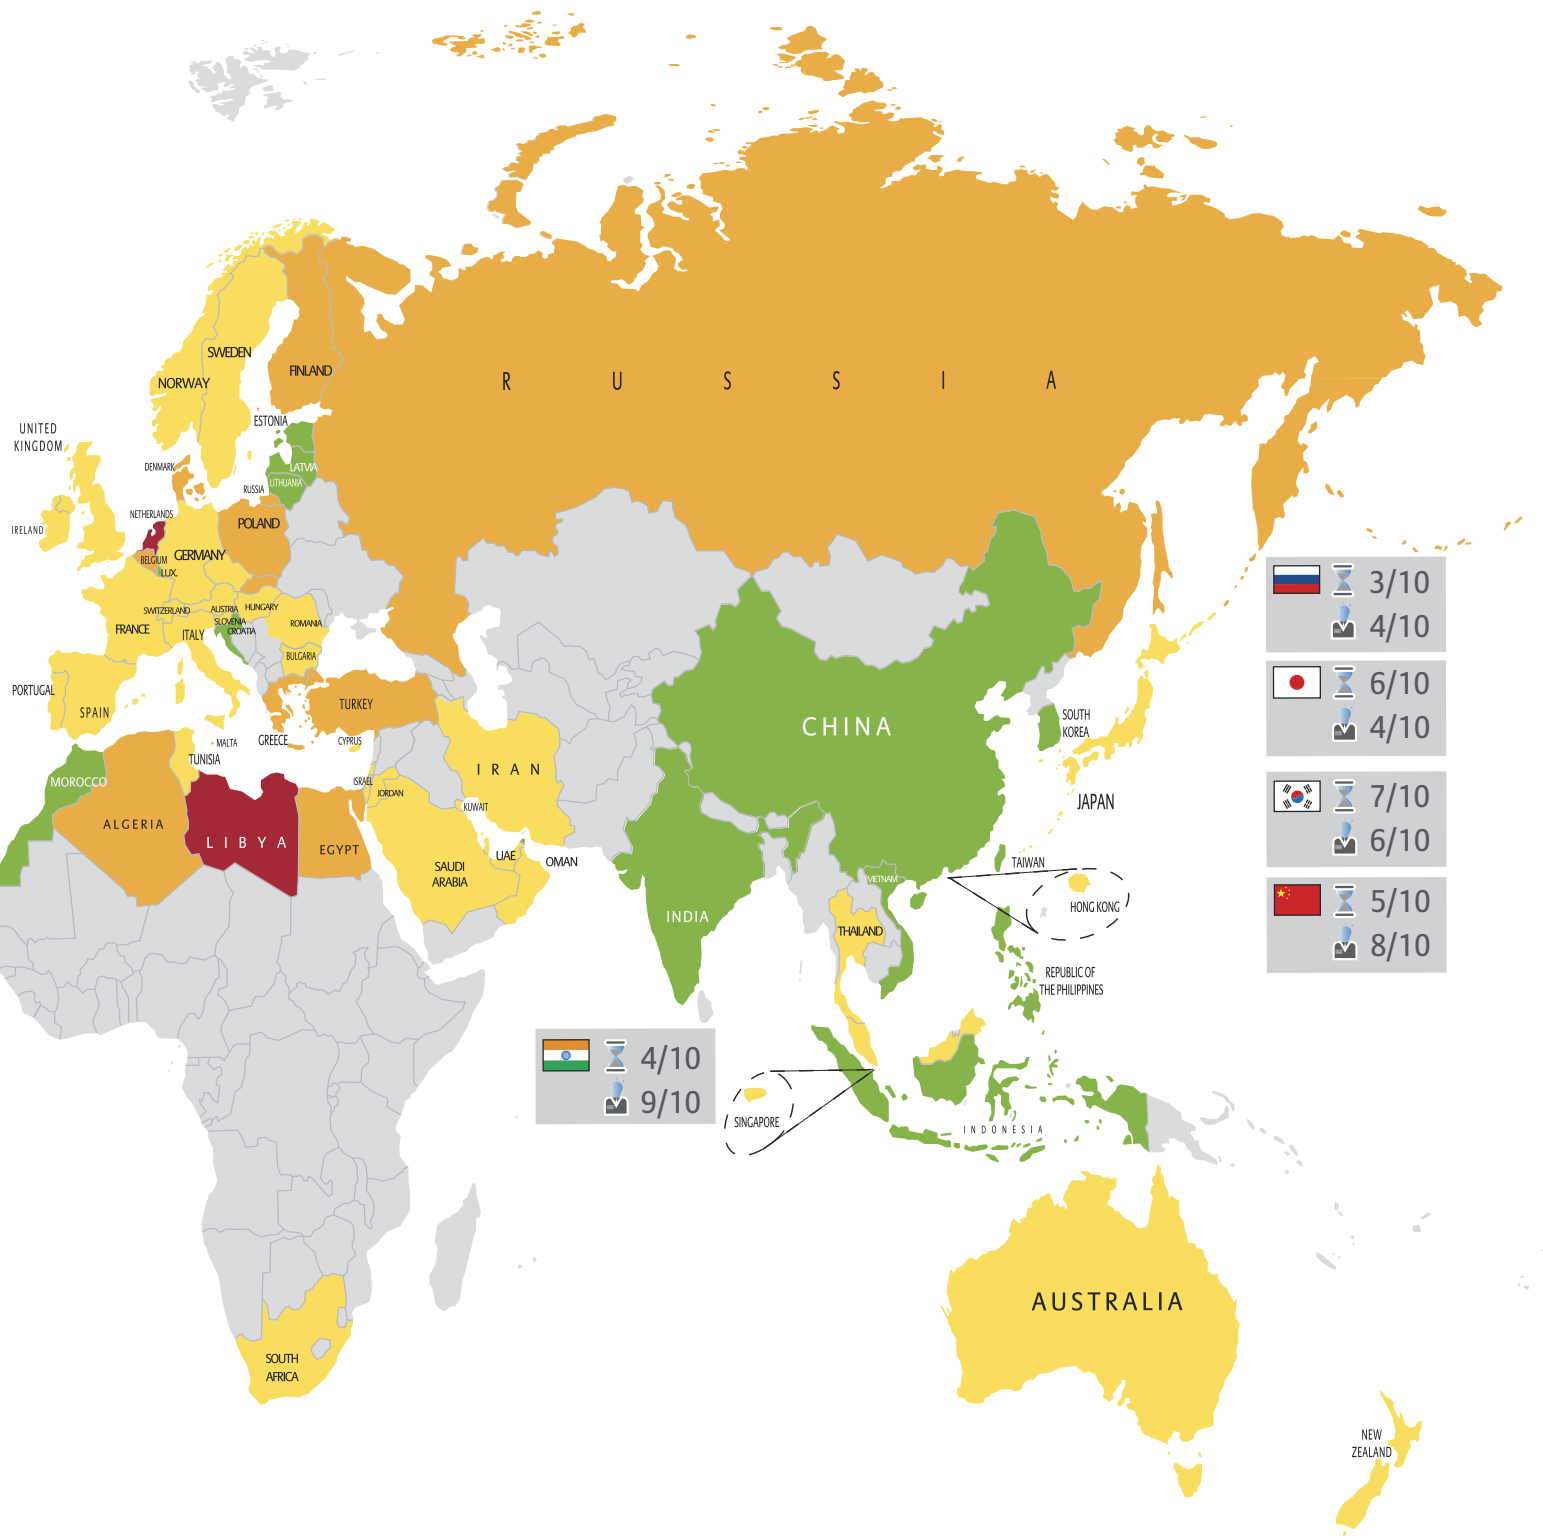 R U S S I A
SWEDEN
FINLAND
NORWAY
ESTONIA
UNITED
KINGDOM
DENMARK
LATVIA
LITHUANIA
RUSSIA
NETHERLANDS
POLAND
IRELAND
GERMANY
BELGIUM
LUX.
SWITZERLAND
AUSTRIA
HUNGARY
SLOVENIA
ROMANIA
FRANCE
ITALY
CROATIA
BULGARIA
PORTUGAL
SPAIN
TURKEY
GREECE
CYPRUS
MALTA
TUNISIA
MOROCCO
ALGERIA
LIBYA
EGYPT
ISRAEL
JORDAN
IRAN
KUWAIT
SAUDI
ARABIA
UAE
OMAN
CHINA
SOUTH
KOREA
JAPAN
TAIWAN
VIETNAM
HONG KONG
INDIA
THAILAND
REPUBLIC OF
THE PHILIPPINES
3/10
4/10
6/10
4/10
7/10
6/10
5/10
8/10
4/10
9/10
SINGAPORE
INDONESIA
AUSTRALIA
SOUTH
AFRICA
NEW
ZEALAND